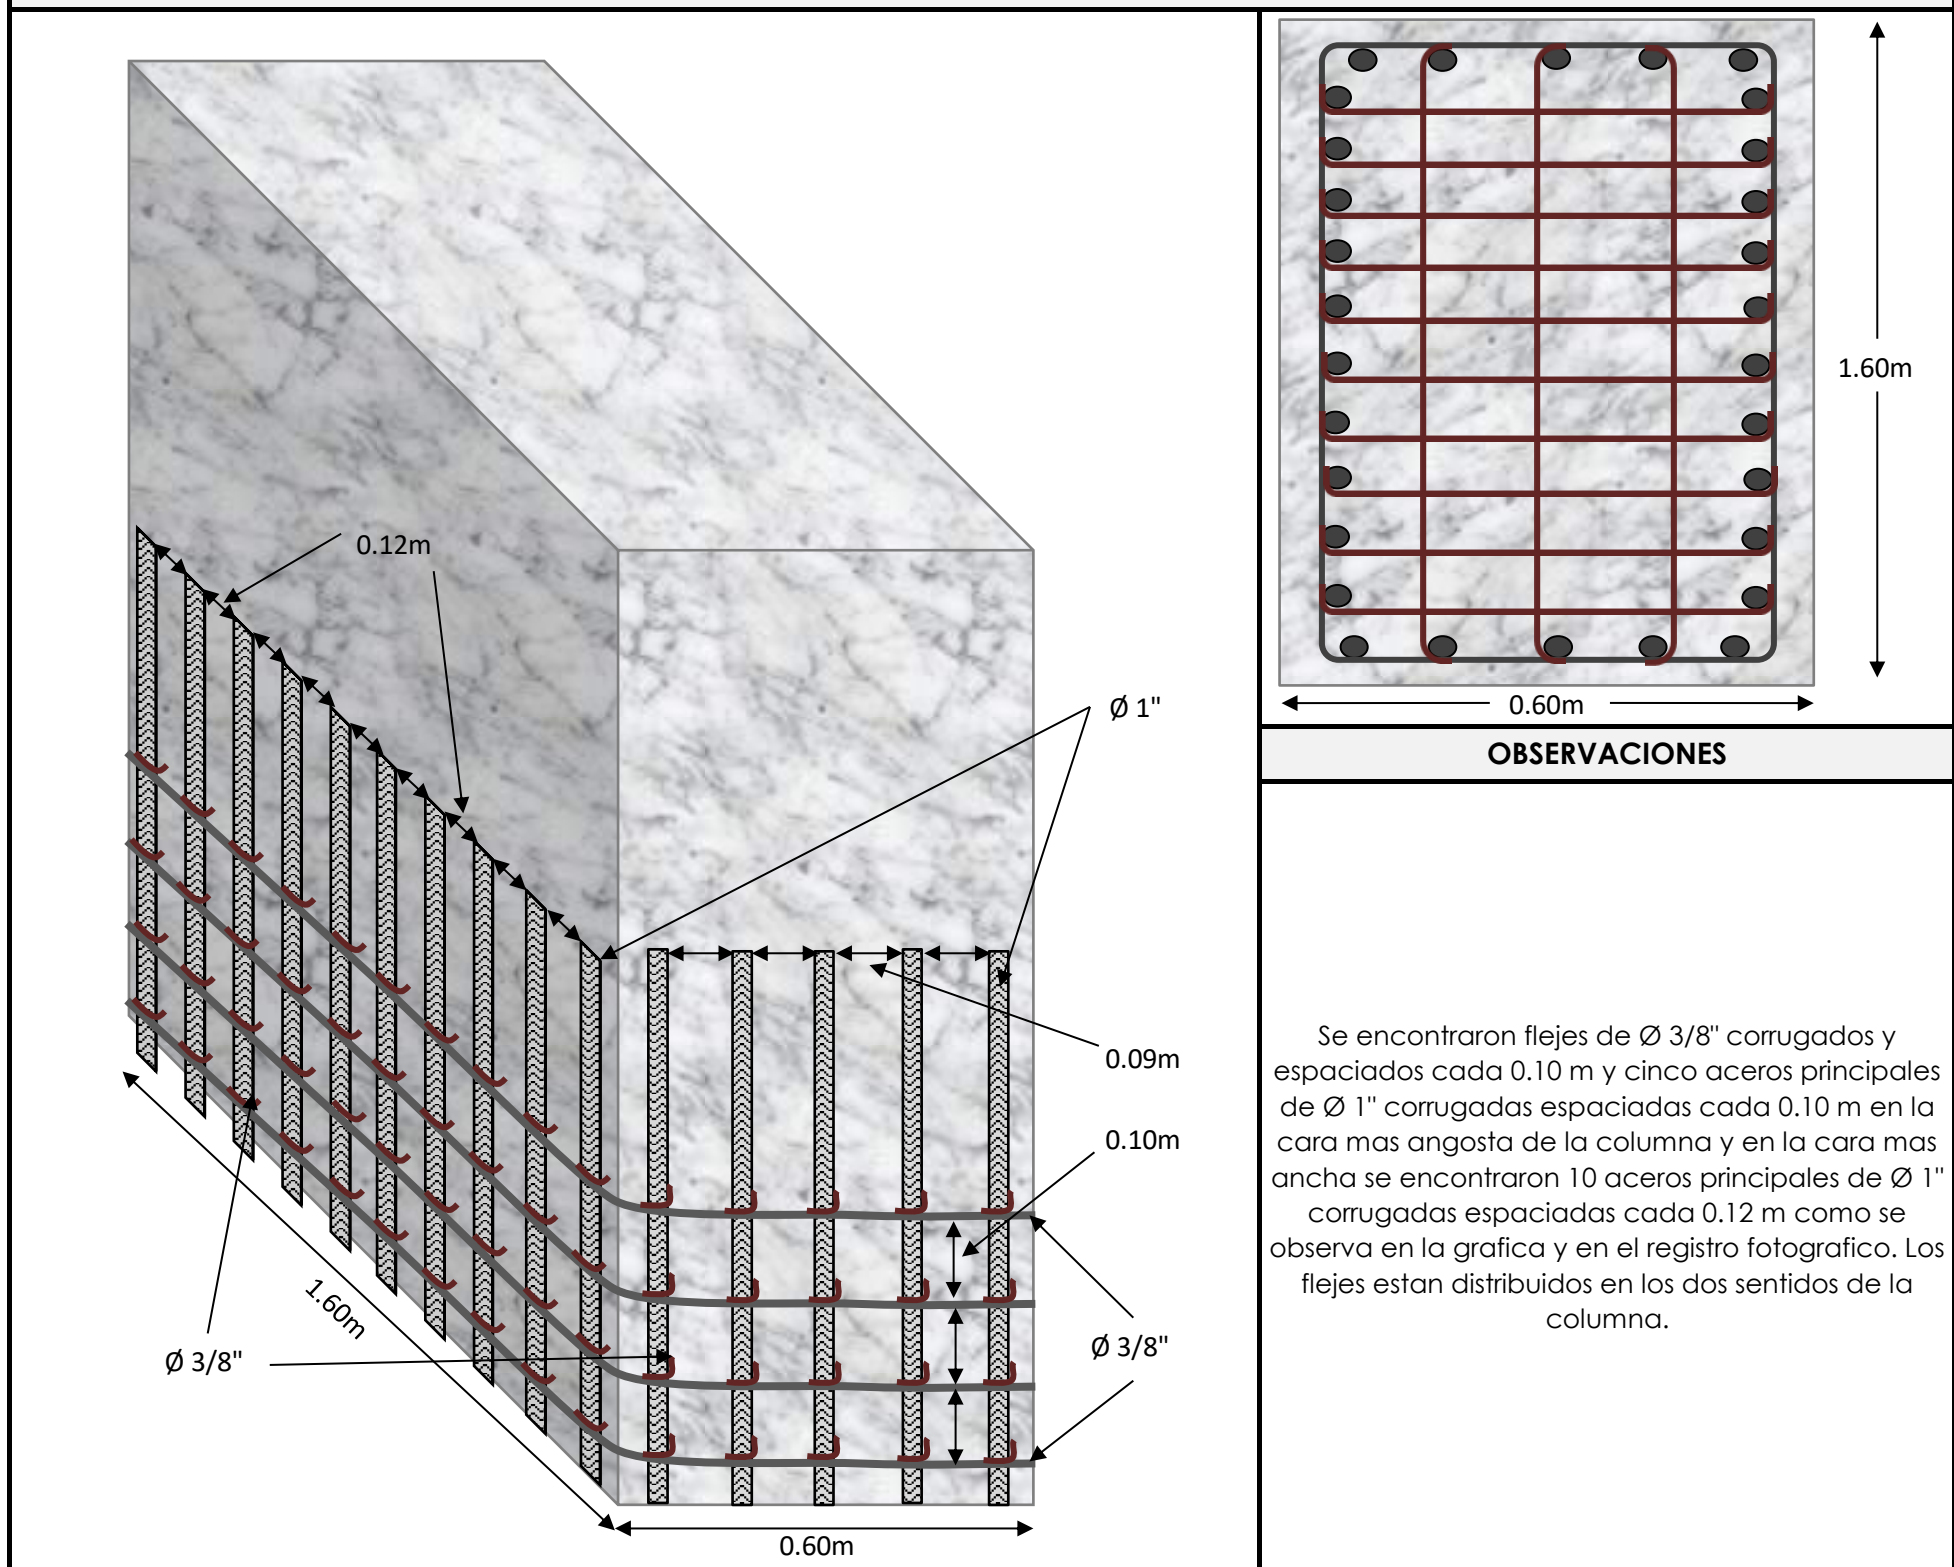 0.12m
Ø 1"
0.09m
0.10m
1.60m
Ø 3/8"
Ø 3/8"
0.60m
1.60m
0.60m
OBSERVACIONES
Se encontraron flejes de Ø 3/8" corrugados y
espaciados cada 0.10 m y cinco aceros principales
de Ø 1" corrugadas espaciadas cada 0.10 m en la
cara mas angosta de la columna y en la cara mas
ancha se encontraron 10 aceros principales de Ø 1"
corrugadas espaciadas cada 0.12 m como se
observa en la grafica y en el registro fotografico. Los
flejes estan distribuidos en los dos sentidos de la
columna.